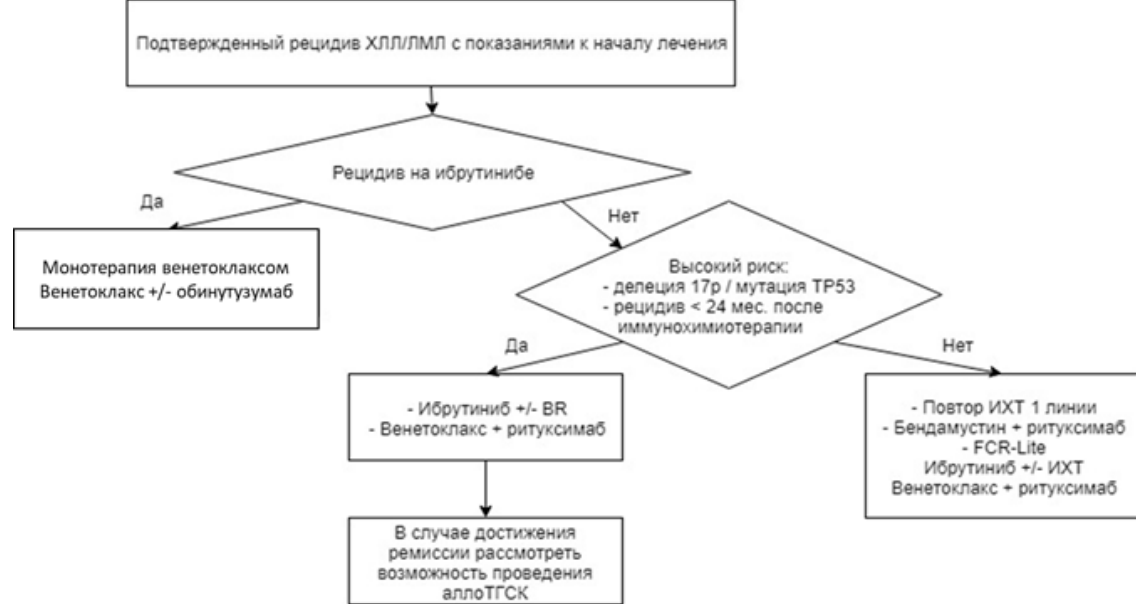 Подтвержденный рецидив ХЛЛ/ЛМЛ с показаниями к началу лечения
Рецидив на ибрутинибе
Да
Нет
Монотерапия венетоклаксом
Венетоклакс +/- обинутузумаб
Высокий риск:
- делеция 17p / мутация TP53
- рецидив < 24 мес. после
иммунохимиотерапии
Да
Нет
- Ибрутиниб +/- BR
- Венетоклакс + ритуксимаб
- Повтор ИХТ 1 линии
- Бендамустин + ритуксимаб
- FCR-Lite
Ибрутиниб +/- ИХТ
Венетоклакс + ритуксимаб
В случае достижения
ремиссии рассмотреть
возможность проведения
аллоТГСК